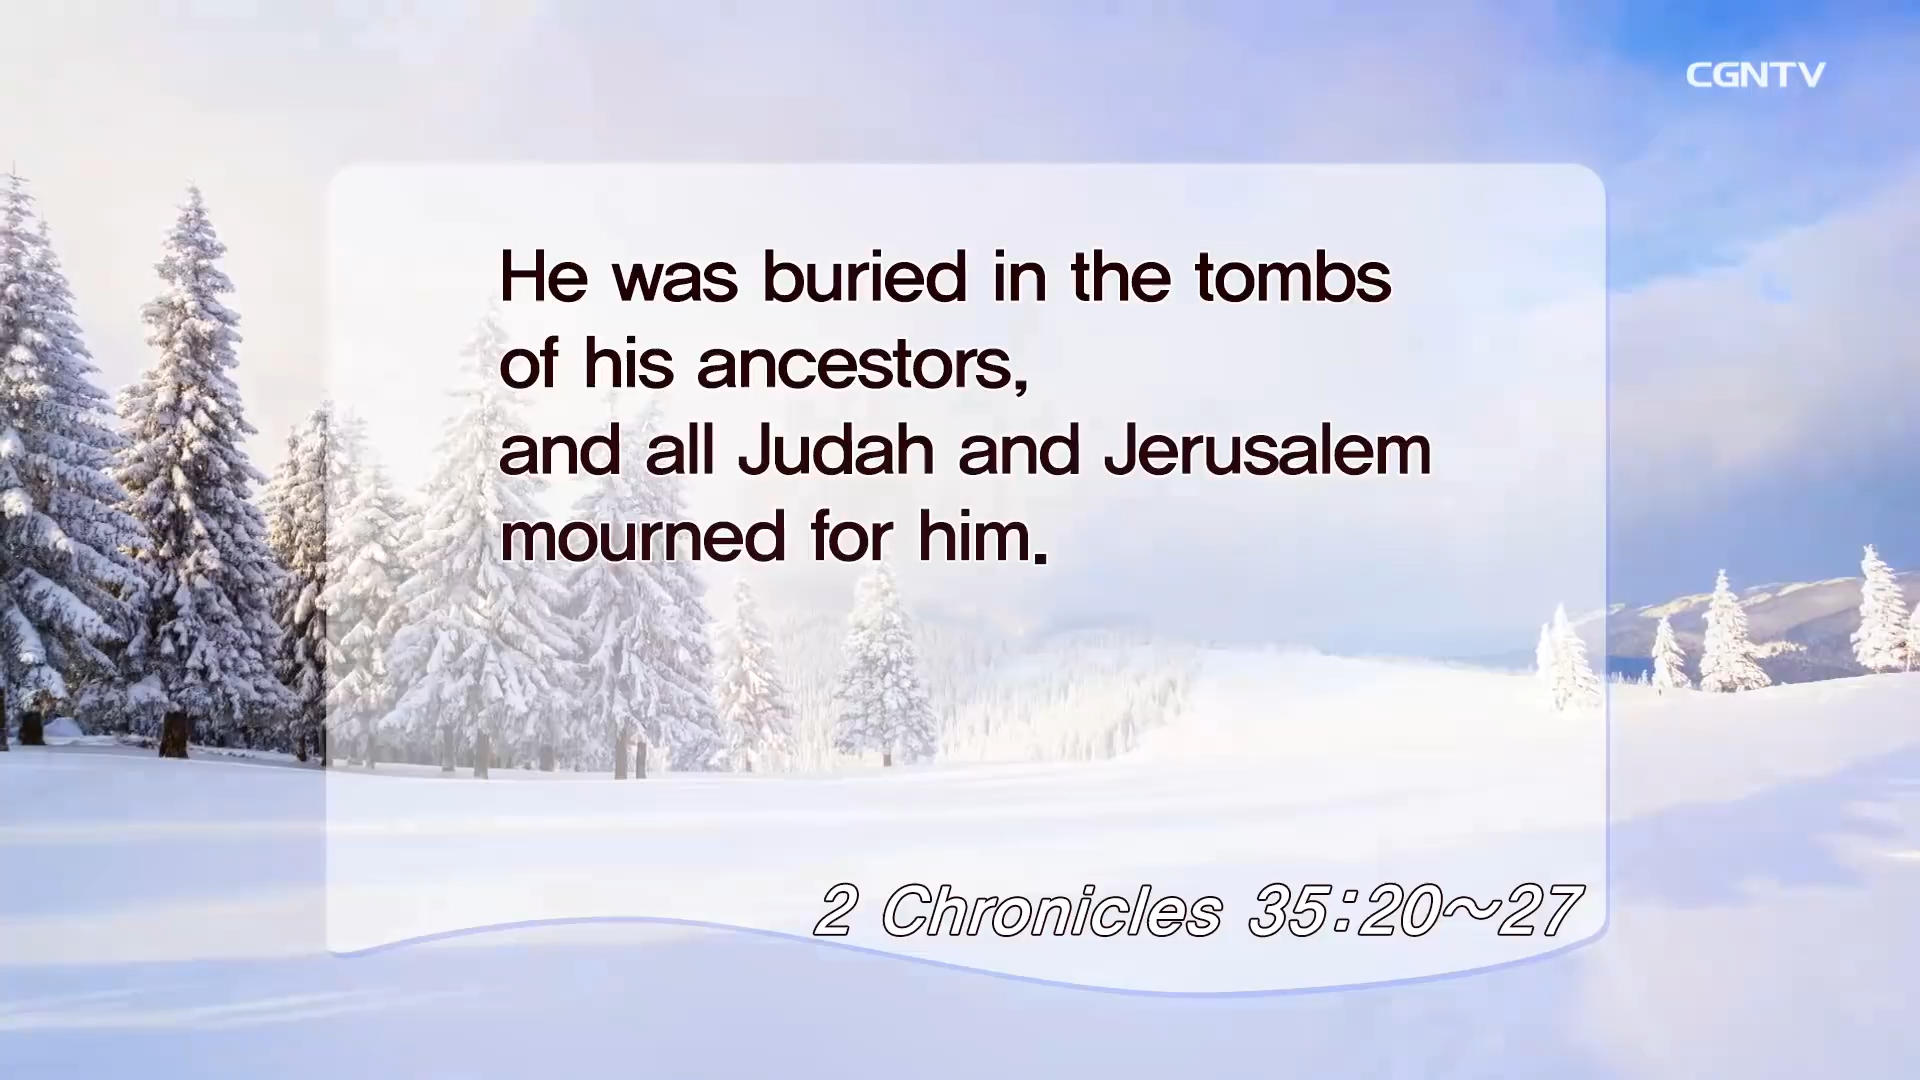 CGNTV
He was buried in the tombs
of his ancestors,
and all Judah and Jerusalem
mourned for him.
2 Chronicles 35:20~27